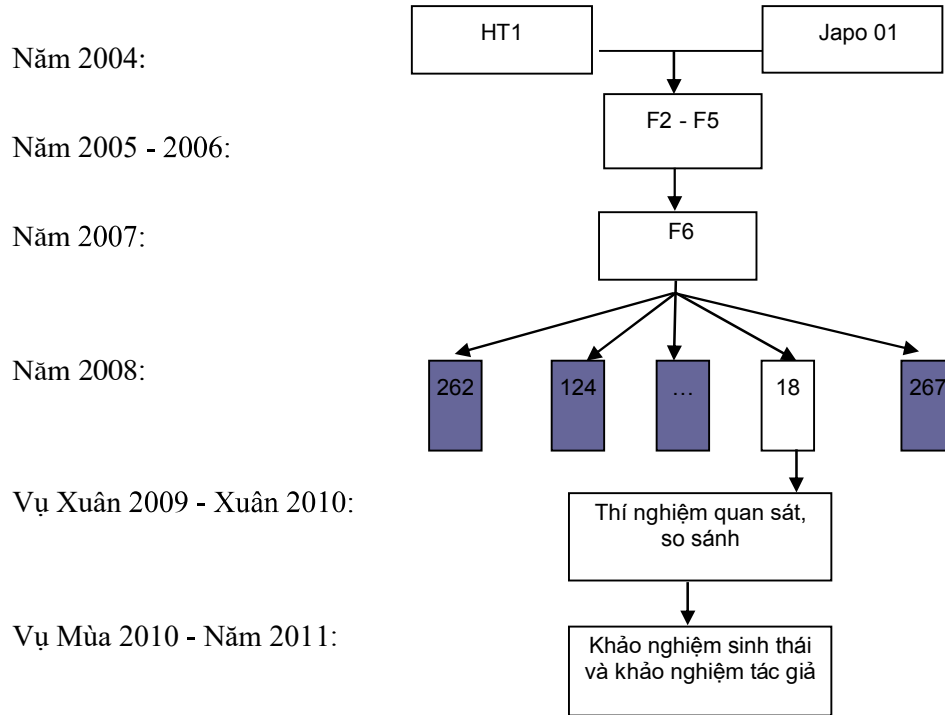 HT1
Japo 01
Năm 2004:
F2 - F5
Năm 2005 - 2006:
F6
Năm 2007:
Năm 2008:
262
124
…
18
267
Vụ Xuân 2009 - Xuân 2010:
Thí nghiệm quan sát,
so sánh
Vụ Mùa 2010 - Năm 2011:
Khảo nghiệm sinh thái
và khảo nghiệm tác giả